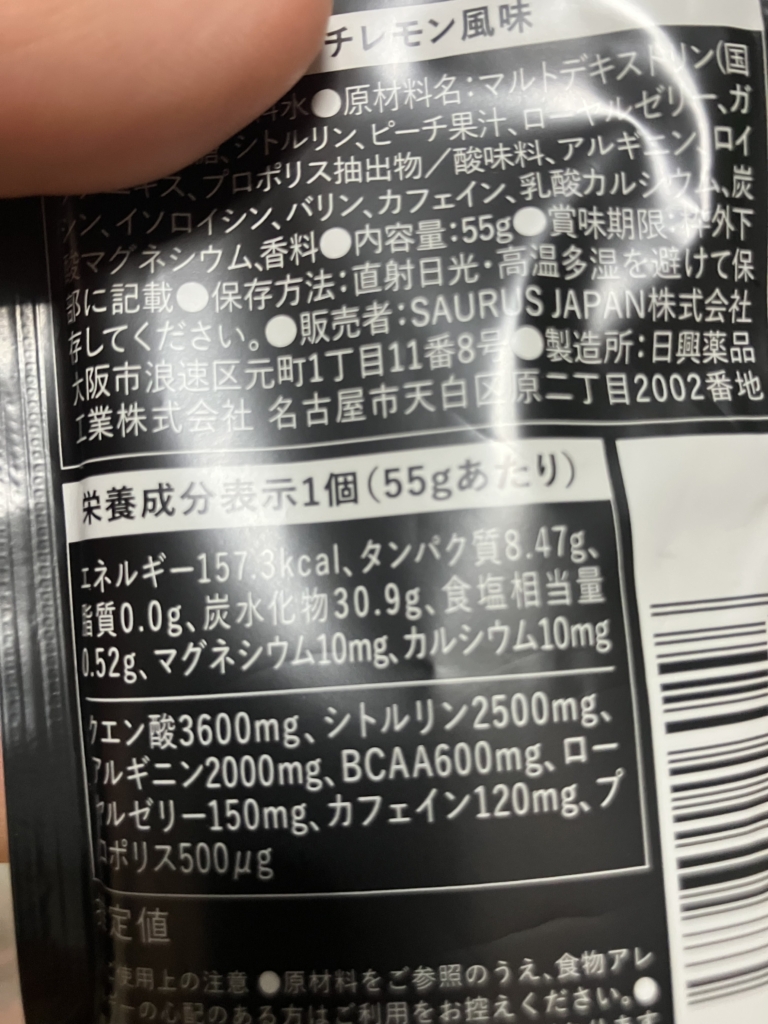 チレモン風味
水●原材料名:マルトデキストリン(国
シトルリン、ピーチ果汁、ローヤルゼリー、ガ
エキス、プロポリス抽出物/酸味料、アルギニン、ロイ
シン、イソロイシン、バリン、カフェイン、乳酸カルシウム、炭
酸マグネシウム、香料●内容量:55g●賞味期限:枠外下
部に記載●保存方法:直射日光・高温多湿を避けて保
存してください。●販売者:SAURUS JAPAN株式会社
大阪市浪速区元町1丁目11番8号●製造所:日興薬品
工業株式会社 名古屋市天白区原二丁目2002番地
栄養成分表示1個(55gあたり)
エネルギー157.3kcal、タンパク質8.47g、
脂質0.0g、炭水化物30.9g、食塩相当量
0.52g、マグネシウム10mg、カルシウム10mg
クエン酸3600mg、シトルリン2500mg、
アルギニン2000mg、BCAA600mg、ロー
ヤルゼリー150mg、カフェイン120mg、プ
ロポリス500μg
定値
使用上の注意 ●原材料をご参照のうえ、食物アレ
ーの心配のある方はご利用をお控えください。●